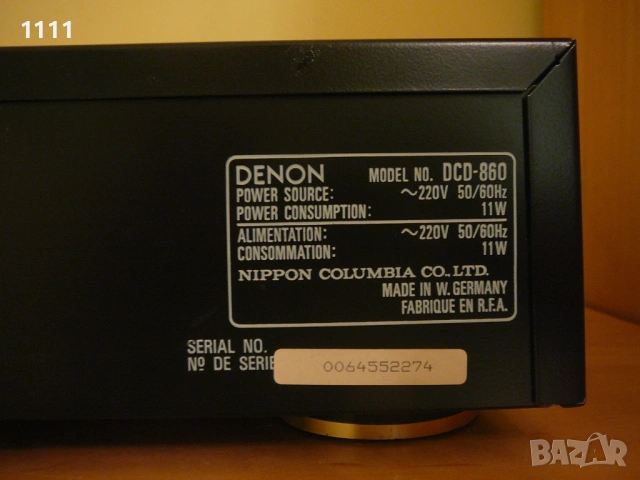 1111
DENON MODEL NO. DCD-860
POWER SOURCE: ~220V 50/60Hz
POWER CONSUMPTION: 11W
ALIMENTATION: ~220V 50/60Hz
CONSOMMATION: 11W
NIPPON COLUMBIA CO., LTD.
MADE IN W. GERMANY
FABRIQUE EN R.F.A.
SERIAL NO.
Nº DE SERIE 0064552274
BAZAR